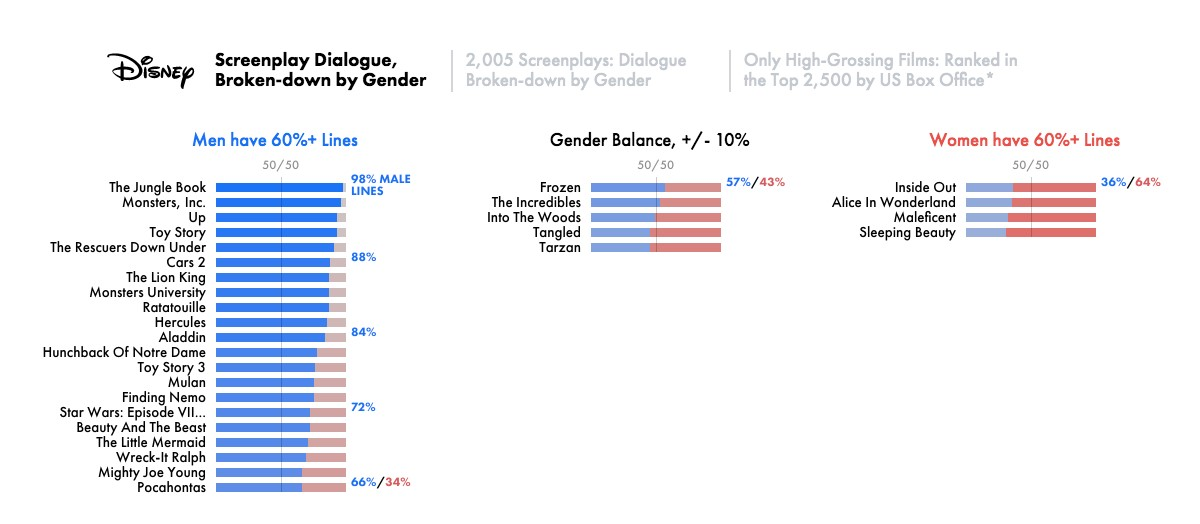 Disney
Screenplay Dialogue,
Broken-down by Gender
2,005 Screenplays: Dialogue
Broken-down by Gender
Only High-Grossing Films: Ranked in
the Top 2,500 by US Box Office*
Men have 60%+ Lines
50/50
The Jungle Book
98% MALE
LINES
Monsters, Inc.
Up
Toy Story
The Rescuers Down Under
Cars 2
88%
The Lion King
Monsters University
Ratatouille
Hercules
Aladdin
84%
Hunchback Of Notre Dame
Toy Story 3
Mulan
Finding Nemo
Star Wars: Episode VII...
72%
Beauty And The Beast
The Little Mermaid
Wreck-It Ralph
Mighty Joe Young
Pocahontas
66%/34%
Gender Balance, +/- 10%
50/50
Frozen
57%/43%
The Incredibles
Into The Woods
Tangled
Tarzan
Women have 60%+ Lines
50/50
Inside Out
36%/64%
Alice In Wonderland
Maleficent
Sleeping Beauty